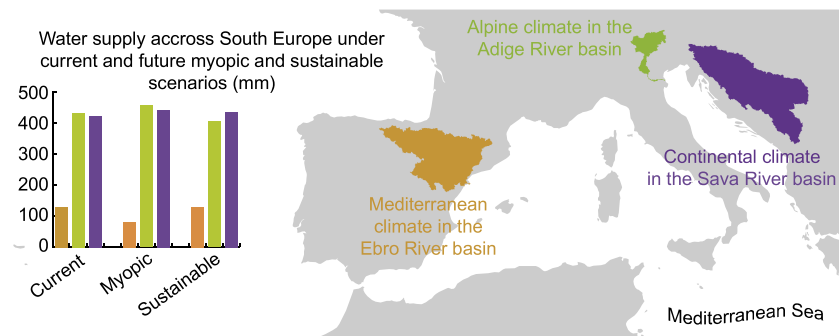 Water supply accross South Europe under
current and future myopic and sustainable
scenarios (mm)
500
400
300
200
100
0
Current
Myopic
Sustainable
Alpine climate in the
Adige River basin
Continental climate
in the Sava River basin
Mediterranean
climate in the
Ebro River basin
Mediterranean Sea